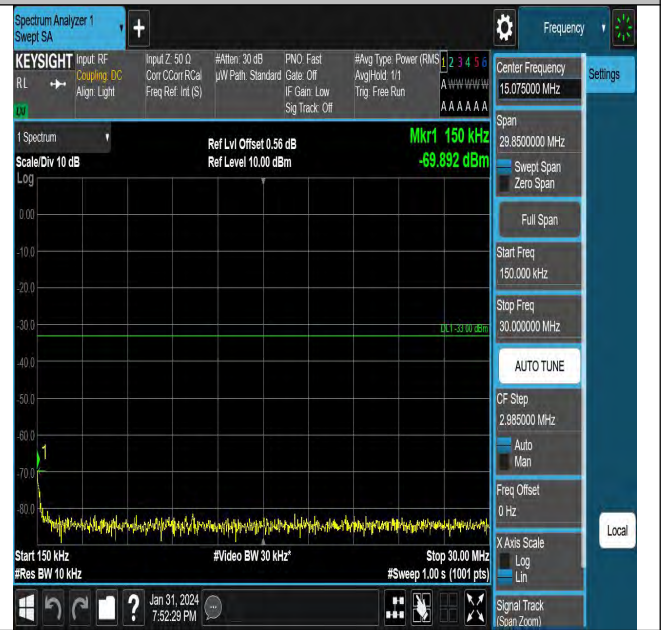 Spectrum Analyzer 1
Swept SA
Frequency
KEYSIGHT
RL
Input: RF
Coupling: DC
Align: Light
Input Z: 50 Ω
Corr CCorr RCal
Freq Ref: Int (S)
#Atten: 30 dB
µW Path: Standard
PNO: Fast
Gate: Off
IF Gain: Low
Sig Track: Off
#Avg Type: Power (RMS
Avg|Hold: 1/1
Trig: Free Run
1 2 3 4 5 6
A W W W W W
A A A A A A
1 Spectrum
Scale/Div 10 dB
Log
Ref Lvl Offset 0.56 dB
Ref Level 10.00 dBm
Mkr1 150 kHz
-69.892 dBm
0.00
-10.0
-20.0
-30.0
DL1 -33.00 dBm
-40.0
-50.0
-60.0
1
-70.0
-80.0
Start 150 kHz
#Res BW 10 kHz
#Video BW 30 kHz*
Stop 30.00 MHz
#Sweep 1.00 s (1001 pts)
Center Frequency
15.075000 MHz
Settings
Span
29.8500000 MHz
Swept Span
Zero Span
Full Span
Start Freq
150.000 kHz
Stop Freq
30.000000 MHz
AUTO TUNE
CF Step
2.985000 MHz
Auto
Man
Freq Offset
0 Hz
X Axis Scale
Log
Lin
Local
Signal Track
(Span Zoom)
?
Jan 31, 2024
7:52:29 PM